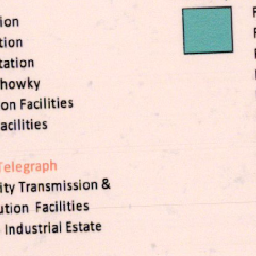 ion
tion
tation
howky
on Facilities
acilities
Telegraph
ity Transmission &
ution Facilities
Industrial Estate